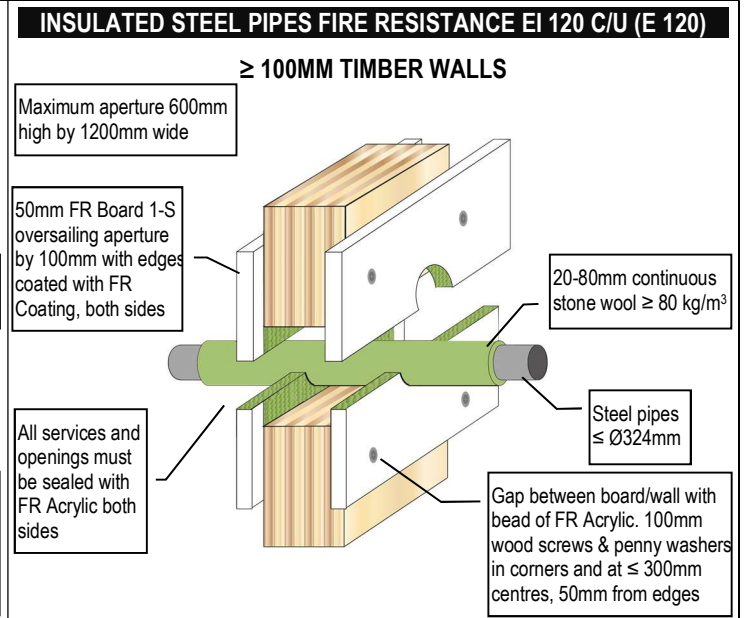 INSULATED STEEL PIPES FIRE RESISTANCE EI 120 C/U (E 120)
≥ 100MM TIMBER WALLS
Maximum aperture 600mm
high by 1200mm wide
50mm FR Board 1-S
oversailing aperture
by 100mm with edges
coated with FR
Coating, both sides
20-80mm continuous
stone wool ≥ 80 kg/m³
Steel pipes
≤ Ø324mm
All services and
openings must
be sealed with
FR Acrylic both
sides
Gap between board/wall with
bead of FR Acrylic. 100mm
wood screws & penny washers
in corners and at ≤ 300mm
centres, 50mm from edges